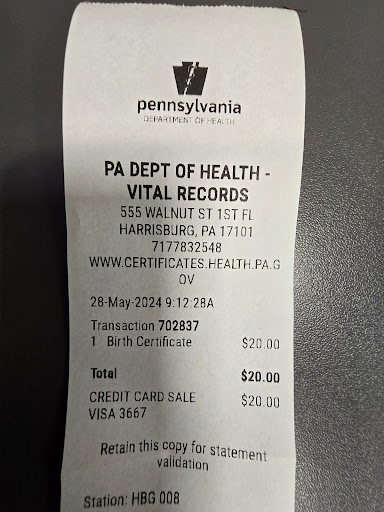 pennsylvania
DEPARTMENT OF HEALTH
PA DEPT OF HEALTH -
VITAL RECORDS
555 WALNUT ST 1ST FL
HARRISBURG, PA 17101
7177832548
WWW.CERTIFICATES.HEALTH.PA.G
OV
28-May-2024 9:12:28A
Transaction 702837
1 Birth Certificate $20.00
Total $20.00
CREDIT CARD SALE $20.00
VISA 3667
Retain this copy for statement
validation
Station: HBG 008